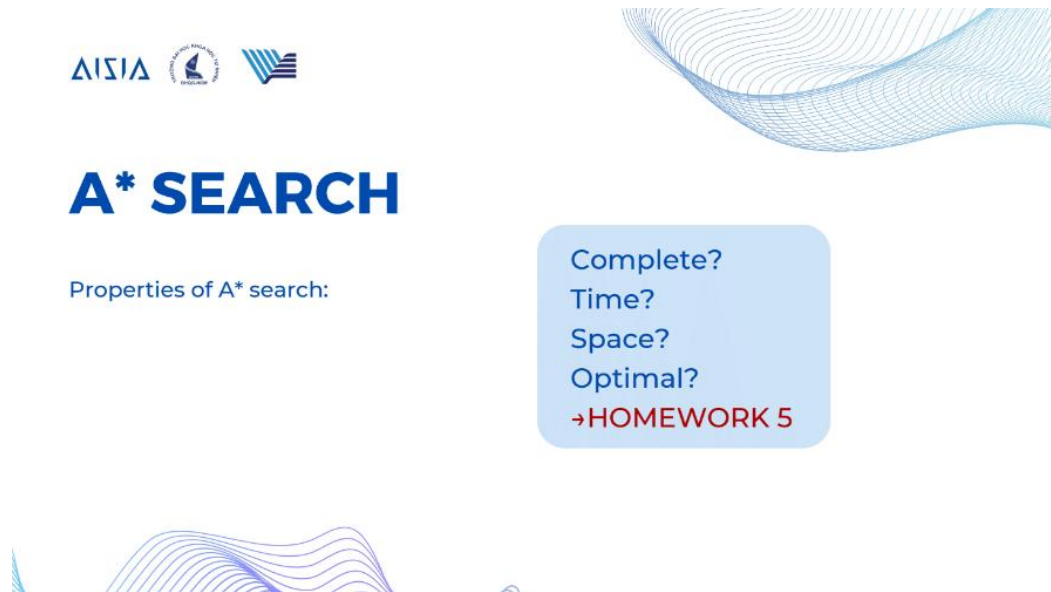 AISIA
A* SEARCH
Properties of A* search:
Complete?
Time?
Space?
Optimal?
→HOMEWORK 5